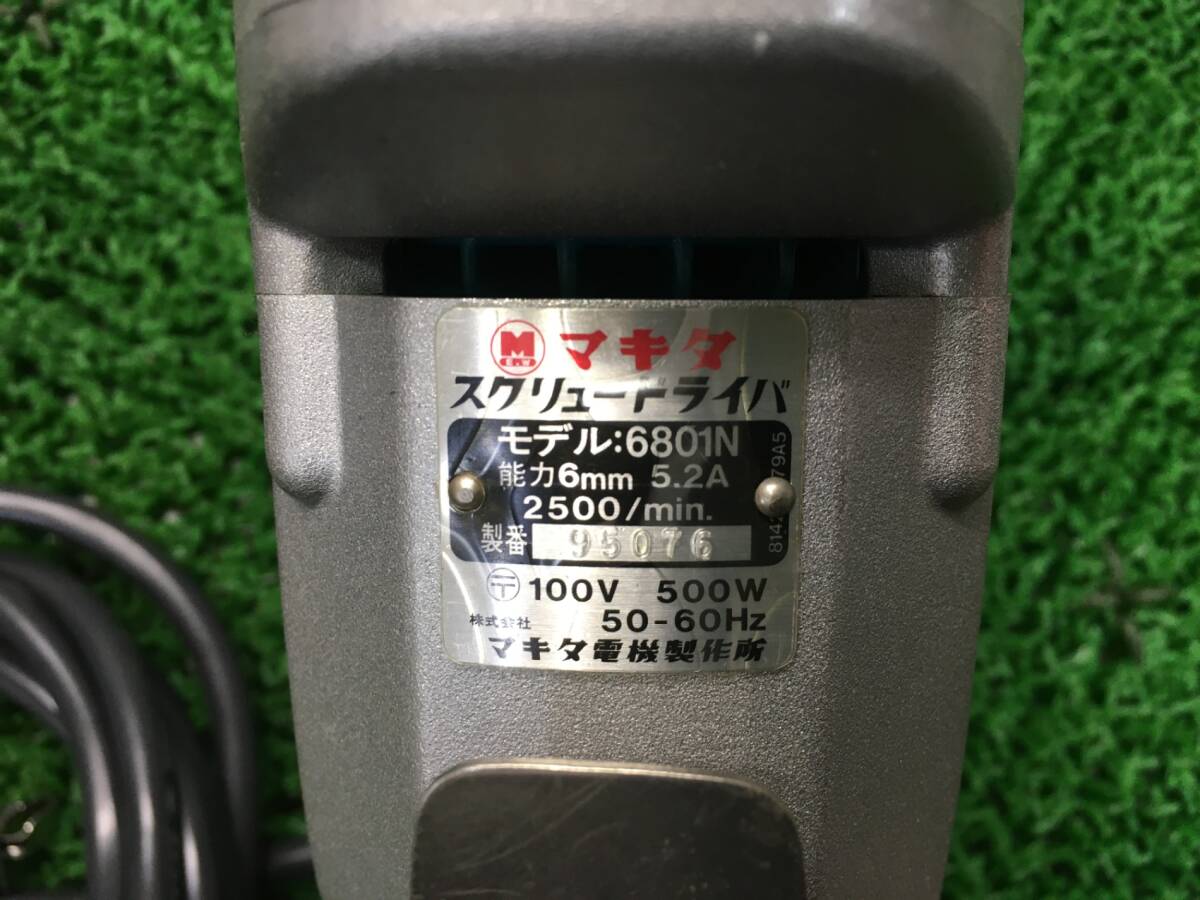 M E.W マキタ
スクリュードライバ
モデル:6801N
能力6mm 5.2A
2500/min.
製番 95076
〒 100V 500W
株式会社 50-60Hz
マキタ電機製作所